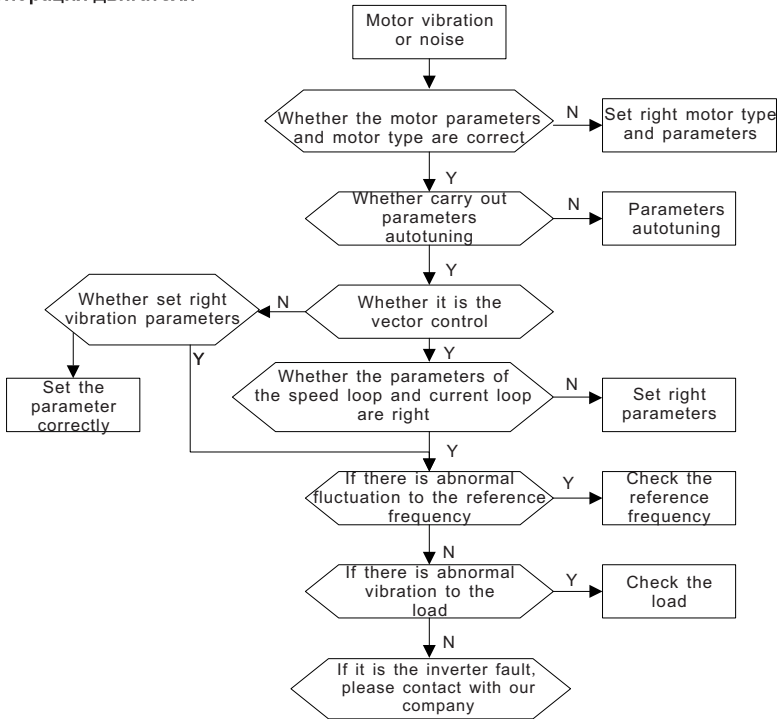 Motor vibration
or noise
Whether the motor parameters
and motor type are correct
N
Set right motor type
and parameters
Y
Whether carry out
parameters
autotuning
N
Parameters
autotuning
Y
Whether set right
vibration parameters
N
Whether it is the
vector control
Y
Y
Set the
parameter
correctly
Whether the parameters of
the speed loop and current loop
are right
N
Set right
parameters
Y
If there is abnormal
fluctuation to the reference
frequency
Y
Check the
reference
frequency
N
If there is abnormal
vibration to the
load
Y
Check the
load
N
If it is the inverter fault,
please contact with our
company